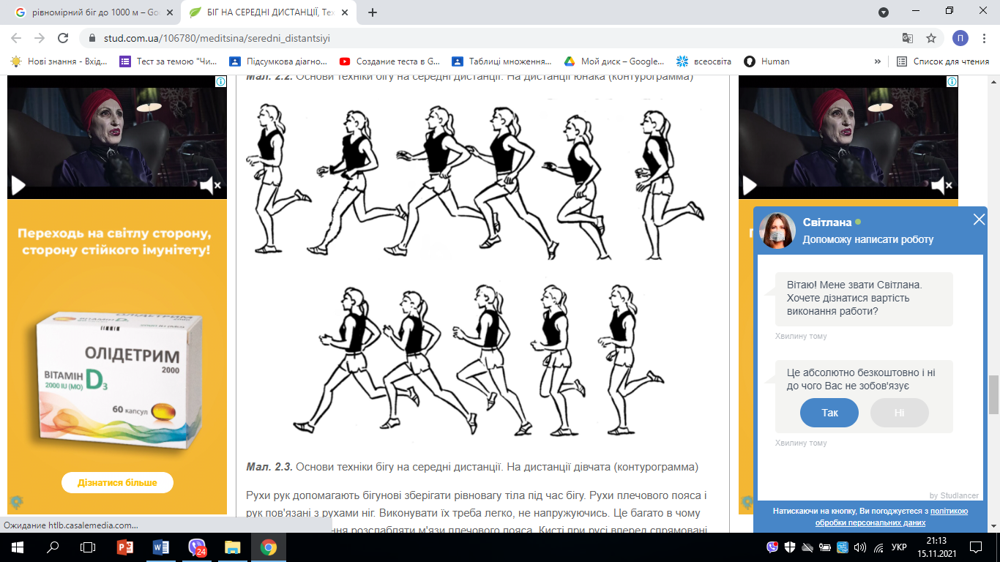 рівномірний біг до 1000 м – Go
БІГ НА СЕРЕДНІ ДИСТАНЦІЇ, Тех
stud.com.ua/106780/meditsina/seredni_distantsiyi
Нові знання - Вхід...
Тест за темою "Чи...
Підсумкова діагно...
Создание теста в G...
Таблиці множення...
Мой диск – Google...
всеосвіта
Human
»
Список для чтения
П
Мал. 2.2. Основи техніки бігу на середні дистанції. На дистанції юнака (контурограмма)
Переходь на світлу сторону,
сторону стійкого імунітету!
ОЛІДЕТРИМ
2000
ВІТАМІН D3
2000 IU (МО)
60 капсул
Дізнатися більше
Мал. 2.3. Основи техніки бігу на середні дистанції. На дистанції дівчата (контурограмма)
Рухи рук допомагають бігунові зберігати рівновагу тіла під час бігу. Рухи плечового пояса і
рук пов'язані з рухами ніг. Виконувати їх треба легко, не напружуючись. Це багато в чому
розслабляти м'язи плечового пояса. Кисті при русі вперед спрямовані
Світлана
Допоможу написати роботу
Вітаю! Мене звати Світлана.
Хочете дізнатися вартість
виконання работи?
Хвилину тому
Це абсолютно безкоштовно і ні
до чого Вас не зобов'язує
Так
Ні
Хвилину тому
by Studlancer
Натискаючи на кнопку, Ви погоджуєтеся з політикою
обробки персональних даних
Ожидание htlb.casalemedia.com...
24
УКР
21:13
15.11.2021